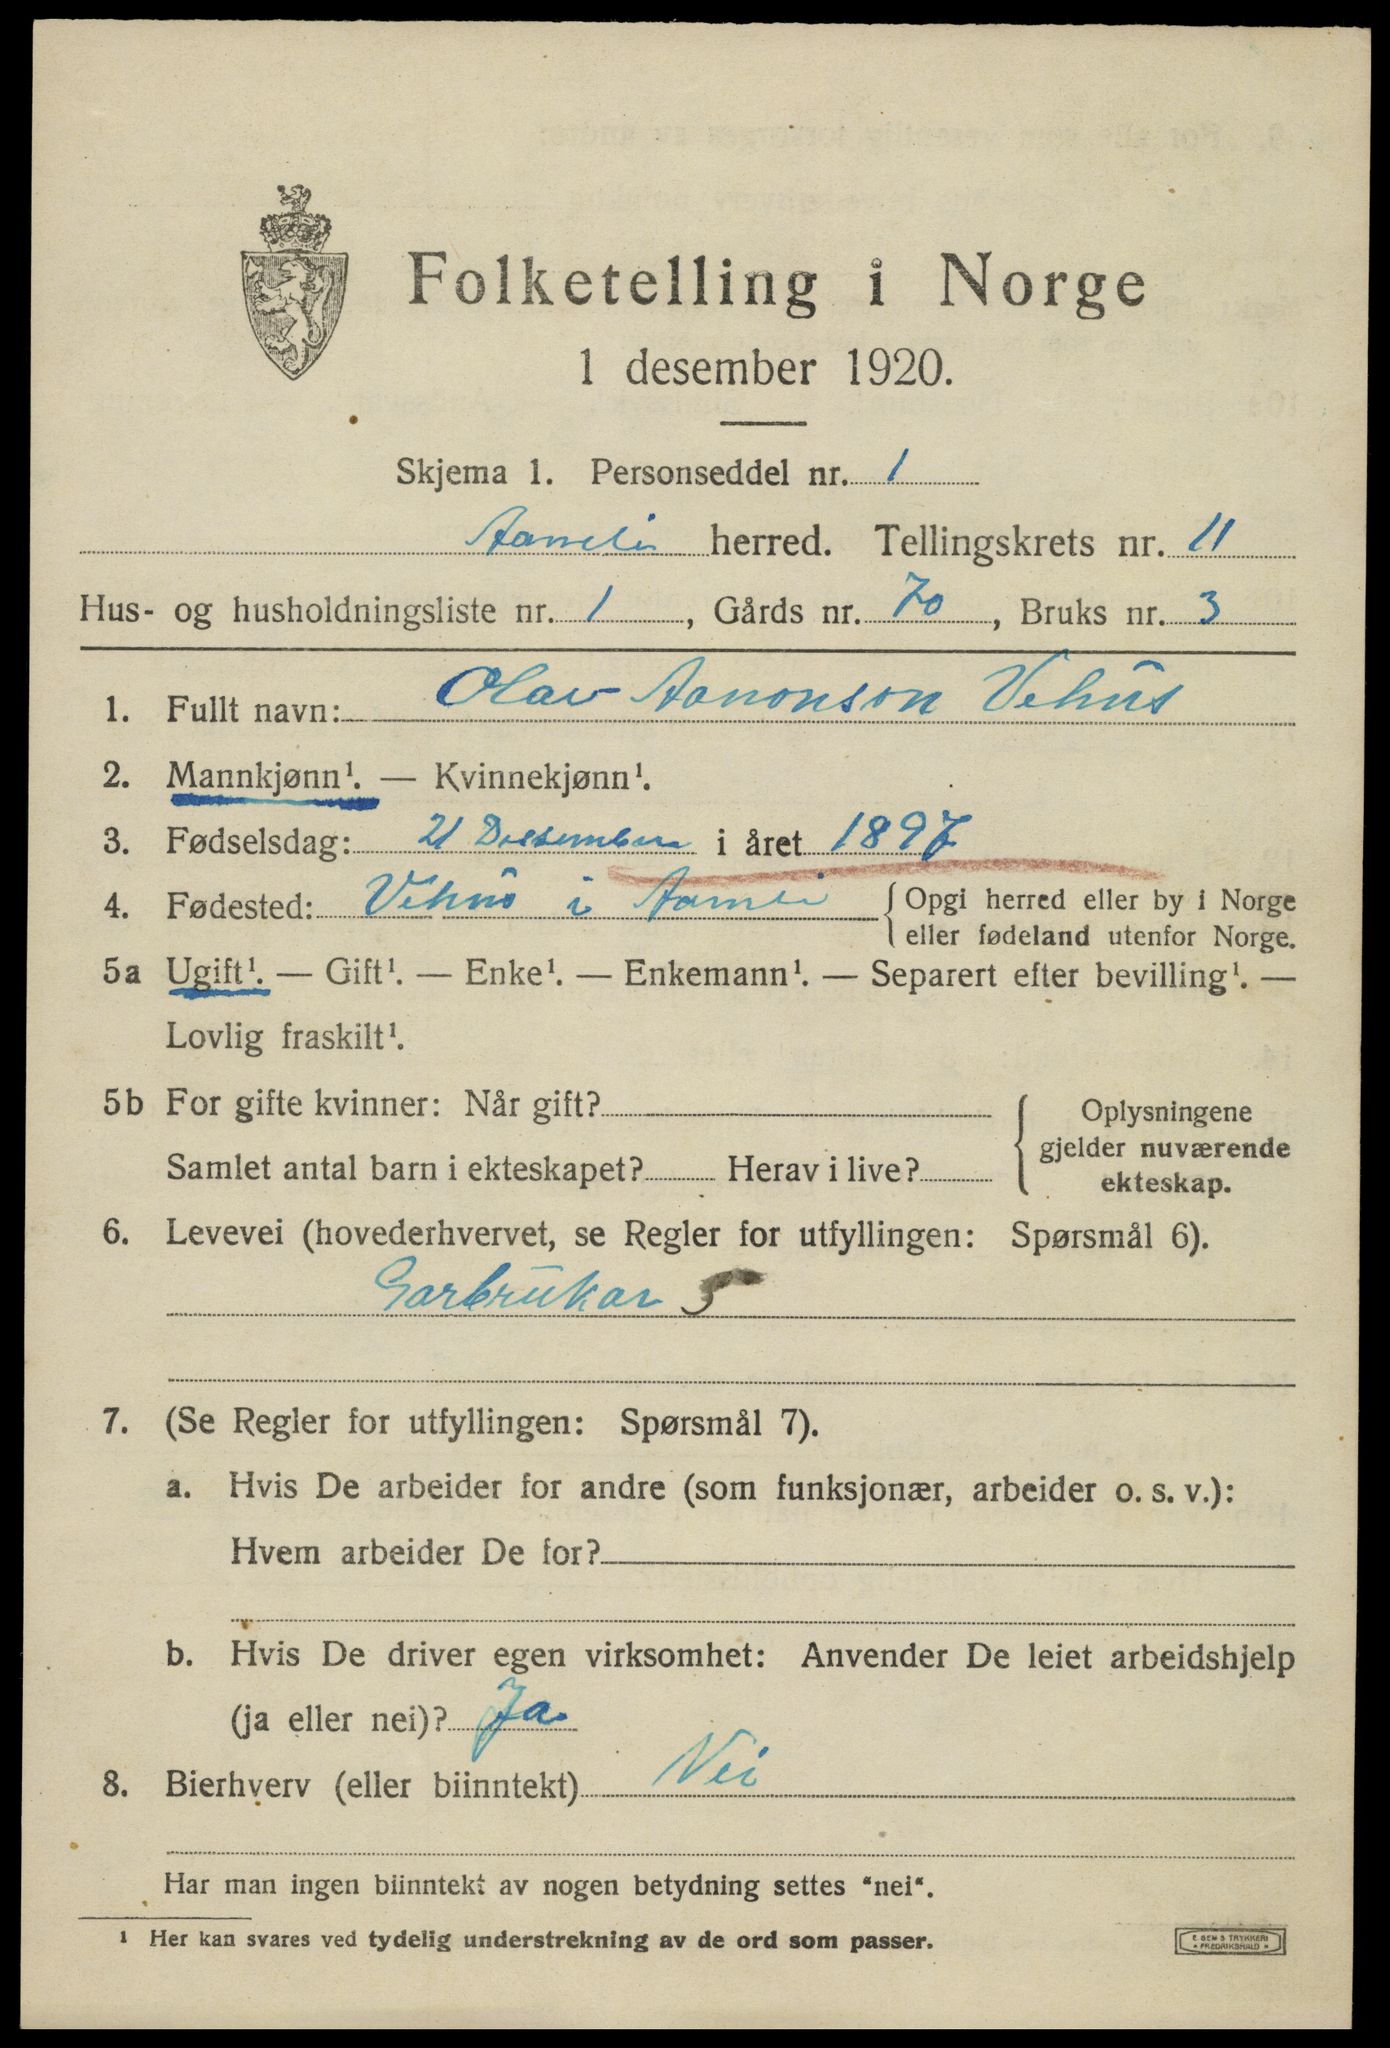 Folketelling i Norge
1 desember 1920.
Skjema 1. Personseddel nr. 1
Aamli herred. Tellingskrets nr. 11
Hus- og husholdningsliste nr. 1, Gårds nr. 70, Bruks nr. 3
1. Fullt navn: Olav Aanonson Vehus
2. Mannkjønn¹. — Kvinnekjønn¹.
3. Fødselsdag: 21 Desember i året 1897
4. Fødested: Vehus i Aamli {Opgi herred eller by i Norge
eller fødeland utenfor Norge.
5a Ugift¹. — Gift¹. — Enke¹. — Enkemann¹. — Separert efter bevilling¹. —
Lovlig fraskilt¹.
5b For gifte kvinner: Når gift?
Samlet antal barn i ekteskapet? Herav i live?
{ Oplysningene
gjelder nuværende
ekteskap.
6. Levevei (hovederhvervet, se Regler for utfyllingen: Spørsmål 6).
Garbrukar 5
7. (Se Regler for utfyllingen: Spørsmål 7).
a. Hvis De arbeider for andre (som funksjonær, arbeider o. s. v.):
Hvem arbeider De for?
b. Hvis De driver egen virksomhet: Anvender De leiet arbeidshjelp
(ja eller nei)? Ja
8. Bierhverv (eller biinntekt) Nei
Har man ingen biinntekt av nogen betydning settes "nei".
¹ Her kan svares ved tydelig understrekning av de ord som passer.
E SEM S TRYKKERI
* FREDRIKSHALD *